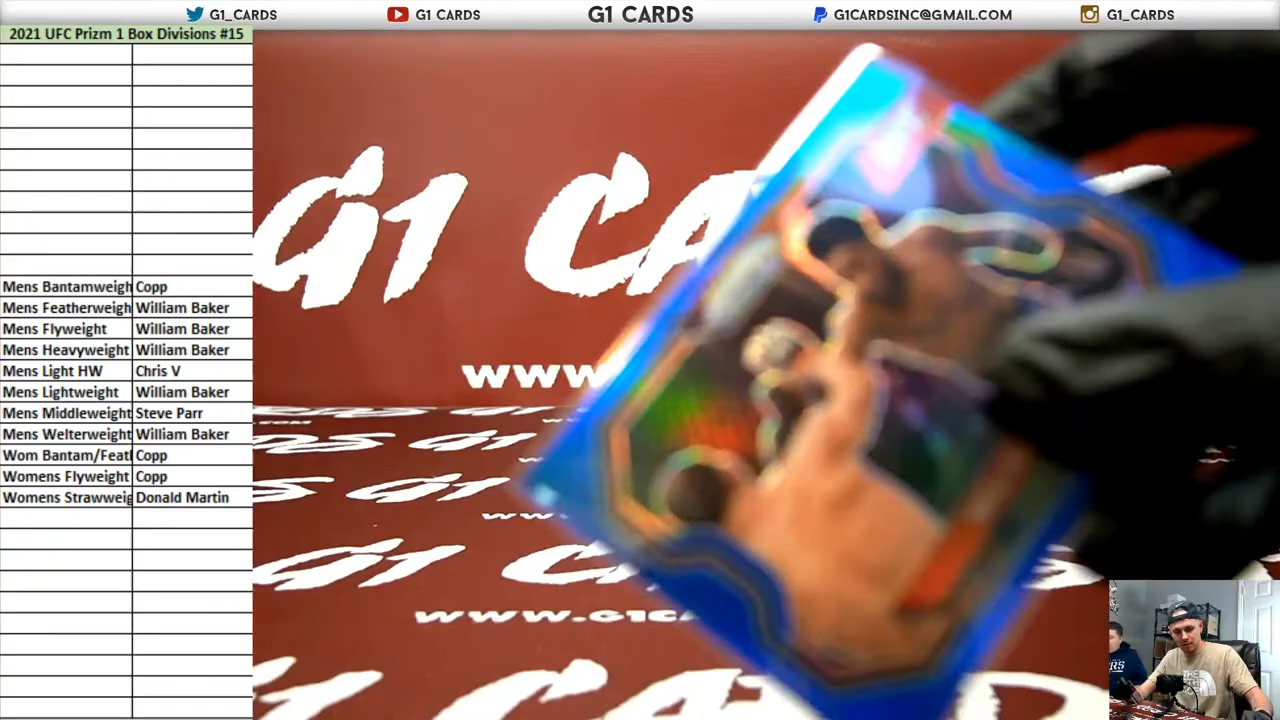 G1_CARDS
G1 CARDS
G1 CARDS
G1CARDSINC@GMAIL.COM
G1_CARDS
2021 UFC Prizm 1 Box Divisions #15
Mens Bantamweigh Copp
Mens Featherweigh William Baker
Mens Flyweight William Baker
Mens Heavyweight William Baker
Mens Light HW Chris V
Mens Lightweight William Baker
Mens Middleweight Steve Parr
Mens Welterweight William Baker
Wom Bantam/Featl Copp
Womens Flyweight Copp
Womens Strawweig Donald Martin
G1 CA
WWW
G1
G1
G1 C
WWW.G1CA